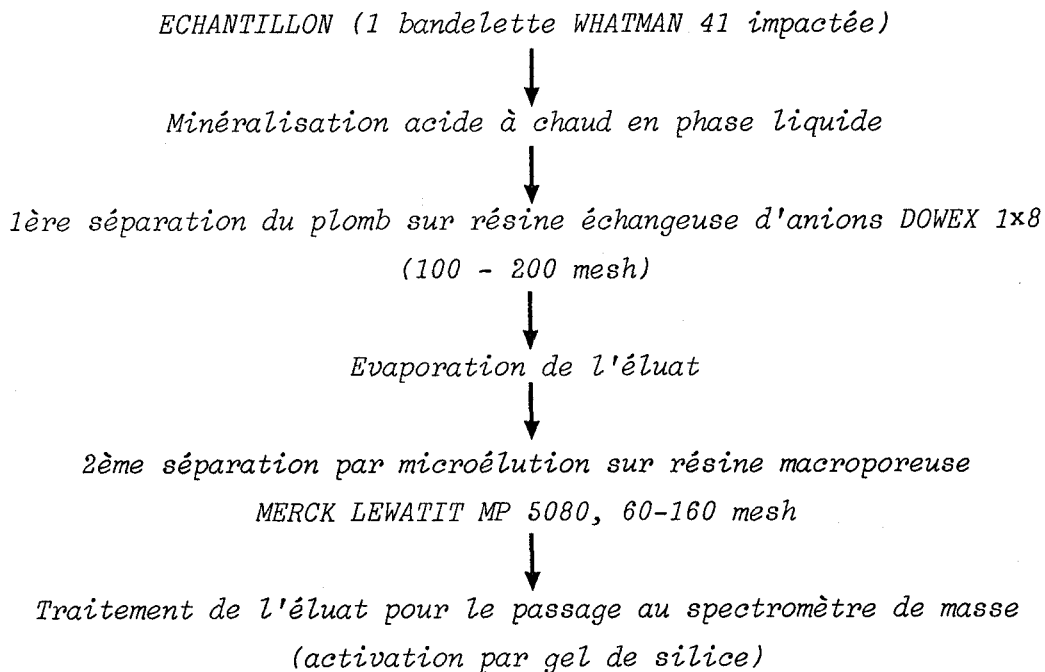 ECHANTILLON (1 bandelette WHATMAN 41 impactée)
Minéralisation acide à chaud en phase liquide
1ère séparation du plomb sur résine échangeuse d'anions DOWEX 1x8
(100 - 200 mesh)
Evaporation de l'éluat
2ème séparation par microélution sur résine macroporeuse
MERCK LEWATIT MP 5080, 60-160 mesh
Traitement de l'éluat pour le passage au spectromètre de masse
(activation par gel de silice)